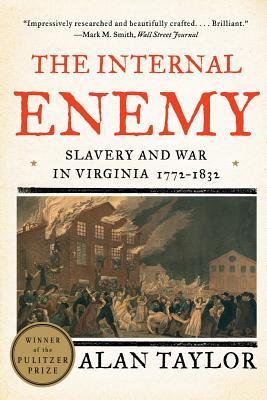 "Impressively researched and beautifully crafted. . . . Brilliant."
—Mark M. Smith, Wall Street Journal
THE INTERNAL
ENEMY
SLAVERY AND WAR
IN VIRGINIA 1772–1832
WINNER
of the
PULITZER
PRIZE
ALAN TAYLOR